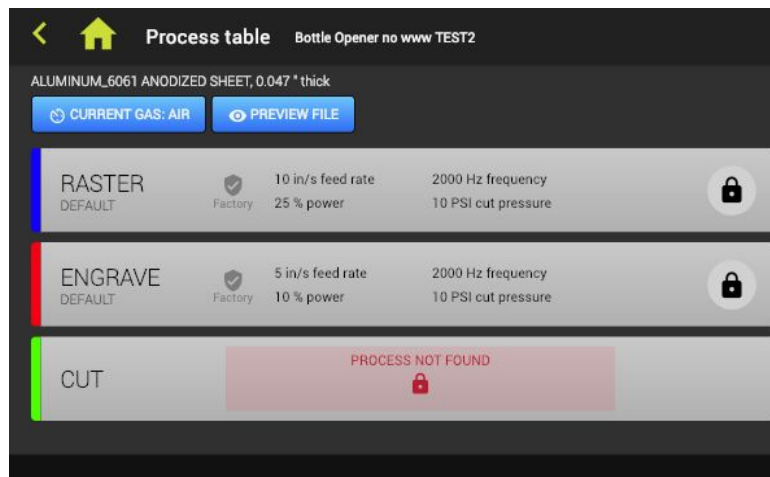 Process table Bottle Opener no www TEST2
ALUMINUM_6061 ANODIZED SHEET, 0.047 " thick
CURRENT GAS: AIR PREVIEW FILE
RASTER
DEFAULT
Factory
10 in/s feed rate 2000 Hz frequency
25 % power 10 PSI cut pressure
ENGRAVE
DEFAULT
Factory
5 in/s feed rate 2000 Hz frequency
10 % power 10 PSI cut pressure
CUT
PROCESS NOT FOUND